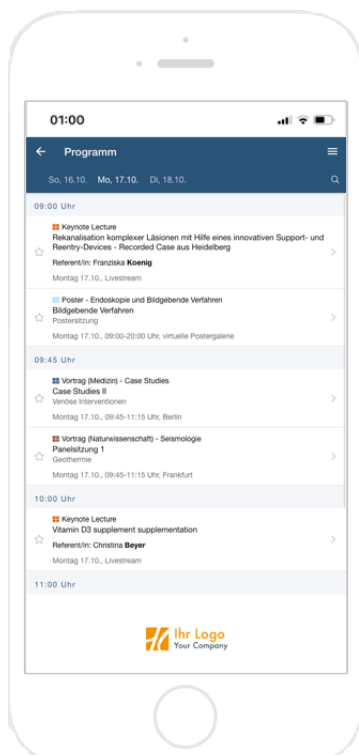 01:00
Programm
So, 16.10. Mo, 17.10. Di, 18.10.
09:00 Uhr
Keynote Lecture
Rekanalisation komplexer Läsionen mit Hilfe eines innovativen Support- und
Reentry-Devices - Recorded Case aus Heidelberg
Referent/in: Franziska Koenig
Montag 17.10., Livestream
Poster - Endoskopie und Bildgebende Verfahren
Bildgebende Verfahren
Postersitzung
Montag 17.10., 09:00-20:00 Uhr, virtuelle Postergalerie
09:45 Uhr
Vortrag (Medizin) - Case Studies
Case Studies II
Venöse Interventionen
Montag 17.10., 09:45-11:15 Uhr, Berlin
Vortrag (Naturwissenschaft) - Seismologie
Panelsitzung 1
Geothermie
Montag 17.10., 09:45-11:15 Uhr, Frankfurt
10:00 Uhr
Keynote Lecture
Vitamin D3 supplement supplementation
Referent/in: Christina Beyer
Montag 17.10., Livestream
11:00 Uhr
Ihr Logo
Your Company